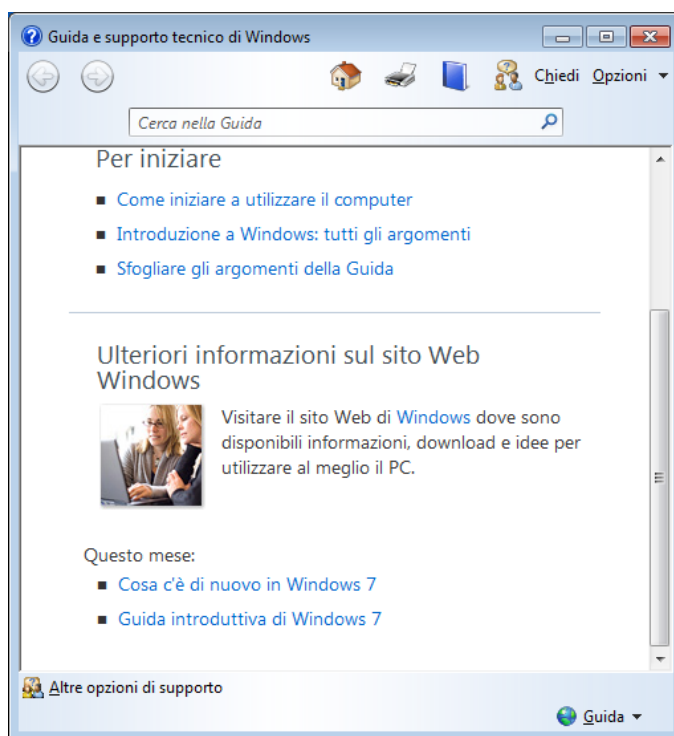 Guida e supporto tecnico di Windows
Chiedi Opzioni
Cerca nella Guida
Per iniziare
Come iniziare a utilizzare il computer
Introduzione a Windows: tutti gli argomenti
Sfogliare gli argomenti della Guida
Ulteriori informazioni sul sito Web
Windows
Visitare il sito Web di Windows dove sono
disponibili informazioni, download e idee per
utilizzare al meglio il PC.
Questo mese:
Cosa c'è di nuovo in Windows 7
Guida introduttiva di Windows 7
Altre opzioni di supporto
Guida